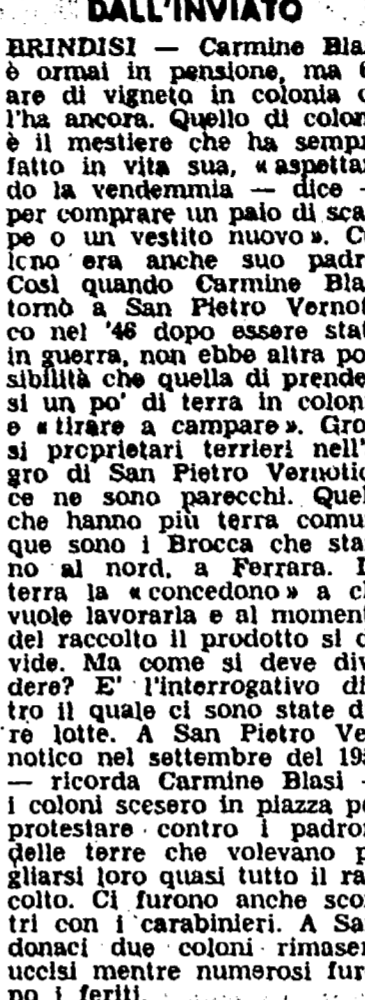 DALL'INVIATO
BRINDISI — Carmine Bla
è ormai in pensione, ma
are di vigneto in colonia c
l'ha ancora. Quello di colon
è il mestiere che ha sempr
fatto in vita sua, « aspettan
do la vendemmia — dice -
per comprare un paio di scar
pe o un vestito nuovo ». C
lono era anche suo padr
Così quando Carmine Bla
tornò a San Pietro Vernot
co nel '46 dopo essere stat
in guerra, non ebbe altra po
sibilità che quella di prende
si un po' di terra in coloni
e « tirare a campare ». Gro
si proprietari terrieri nell'
gro di San Pietro Vernotic
ce ne sono parecchi. Quel
che hanno più terra comu
que sono i Brocca che sta
no al nord, a Ferrara. L
terra la « concedono » a ch
vuole lavorarla e al moment
del raccolto il prodotto si d
vide. Ma come si deve div
dere? E' l'interrogativo di
tro il quale ci sono state d
re lotte. A San Pietro Ve
notico nel settembre del 195
— ricorda Carmine Blasi -
i coloni scesero in piazza pe
protestare contro i padron
delle terre che volevano p
gliarsi loro quasi tutto il ra
colto. Ci furono anche scon
tri con i carabinieri. A Sa
donaci due coloni rimaser
uccisi mentre numerosi furo
no i feriti.